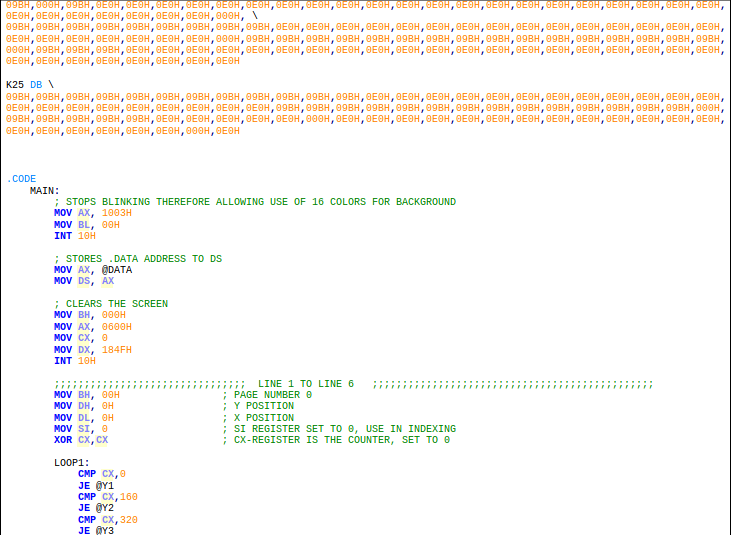 09BH,000H,09BH,0E0H,0E0H,0E0H,0E0H,0E0H,0E0H,0E0H,0E0H,0E0H,0E0H,0E0H,0E0H,0E0H,0E0H,0E0H,0E0H,0E0H,0E0H,0E0H,0E0H,0E0H,
0E0H,0E0H,0E0H,0E0H,0E0H,0E0H,0E0H,000H, \
09BH,09BH,09BH,09BH,09BH,09BH,09BH,09BH,09BH,0E0H,0E0H,0E0H,0E0H,0E0H,0E0H,0E0H,0E0H,0E0H,0E0H,0E0H,0E0H,0E0H,0E0H,0E0H,
0E0H,0E0H,0E0H,0E0H,0E0H,0E0H,0E0H,000H,09BH,09BH,09BH,09BH,09BH,09BH,09BH,09BH,09BH,09BH,09BH,09BH,09BH,09BH,09BH,09BH,
000H,09BH,09BH,0E0H,0E0H,0E0H,0E0H,0E0H,0E0H,0E0H,0E0H,0E0H,0E0H,0E0H,0E0H,0E0H,0E0H,0E0H,0E0H,0E0H,0E0H,0E0H,0E0H,0E0H,
0E0H,0E0H,0E0H,0E0H,0E0H,0E0H,0E0H,0E0H
K25 DB \
09BH,09BH,09BH,09BH,09BH,09BH,09BH,09BH,09BH,09BH,0E0H,0E0H,0E0H,0E0H,0E0H,0E0H,0E0H,0E0H,0E0H,0E0H,0E0H,0E0H,0E0H,0E0H,
0E0H,0E0H,0E0H,0E0H,0E0H,0E0H,0E0H,0E0H,0E0H,09BH,09BH,09BH,09BH,09BH,09BH,09BH,09BH,09BH,09BH,09BH,09BH,09BH,09BH,000H,
09BH,09BH,09BH,09BH,09BH,0E0H,0E0H,0E0H,0E0H,0E0H,000H,0E0H,0E0H,0E0H,0E0H,0E0H,0E0H,0E0H,0E0H,0E0H,0E0H,0E0H,0E0H,0E0H,
0E0H,0E0H,0E0H,0E0H,0E0H,0E0H,000H,0E0H
.CODE
MAIN:
; STOPS BLINKING THEREFORE ALLOWING USE OF 16 COLORS FOR BACKGROUND
MOV AX, 1003H
MOV BL, 00H
INT 10H
; STORES .DATA ADDRESS TO DS
MOV AX, @DATA
MOV DS, AX
; CLEARS THE SCREEN
MOV BH, 000H
MOV AX, 0600H
MOV CX, 0
MOV DX, 184FH
INT 10H
;;;;;;;;;;;;;;;;;;;;;;;;;;;;;;;;  LINE 1 TO LINE 6   ;;;;;;;;;;;;;;;;;;;;;;;;;;;;;;;;;;;;;;;;;;;;;;;
MOV BH, 00H ; PAGE NUMBER 0
MOV DH, 0H ; Y POSITION
MOV DL, 0H ; X POSITION
MOV SI, 0 ; SI REGISTER SET TO 0, USE IN INDEXING
XOR CX,CX ; CX-REGISTER IS THE COUNTER, SET TO 0
LOOP1:
CMP CX,0
JE @Y1
CMP CX,160
JE @Y2
CMP CX,320
JE @Y3